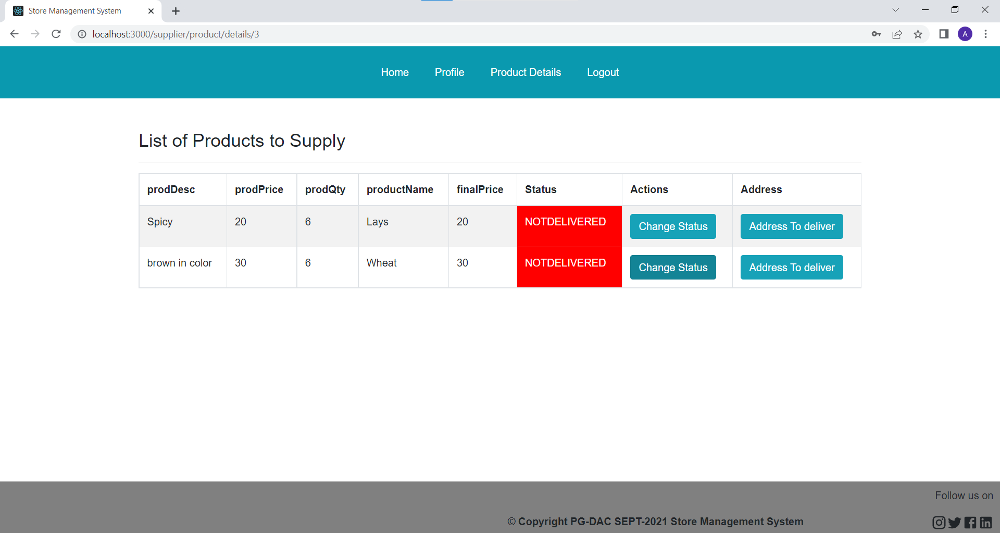 Store Management System
localhost:3000/supplier/product/details/3
A
Home Profile Product Details Logout
List of Products to Supply
prodDesc prodPrice prodQty productName finalPrice Status Actions Address
Spicy 20 6 Lays 20 NOTDELIVERED Change Status Address To deliver
brown in color 30 6 Wheat 30 NOTDELIVERED Change Status Address To deliver
Follow us on
© Copyright PG-DAC SEPT-2021 Store Management System